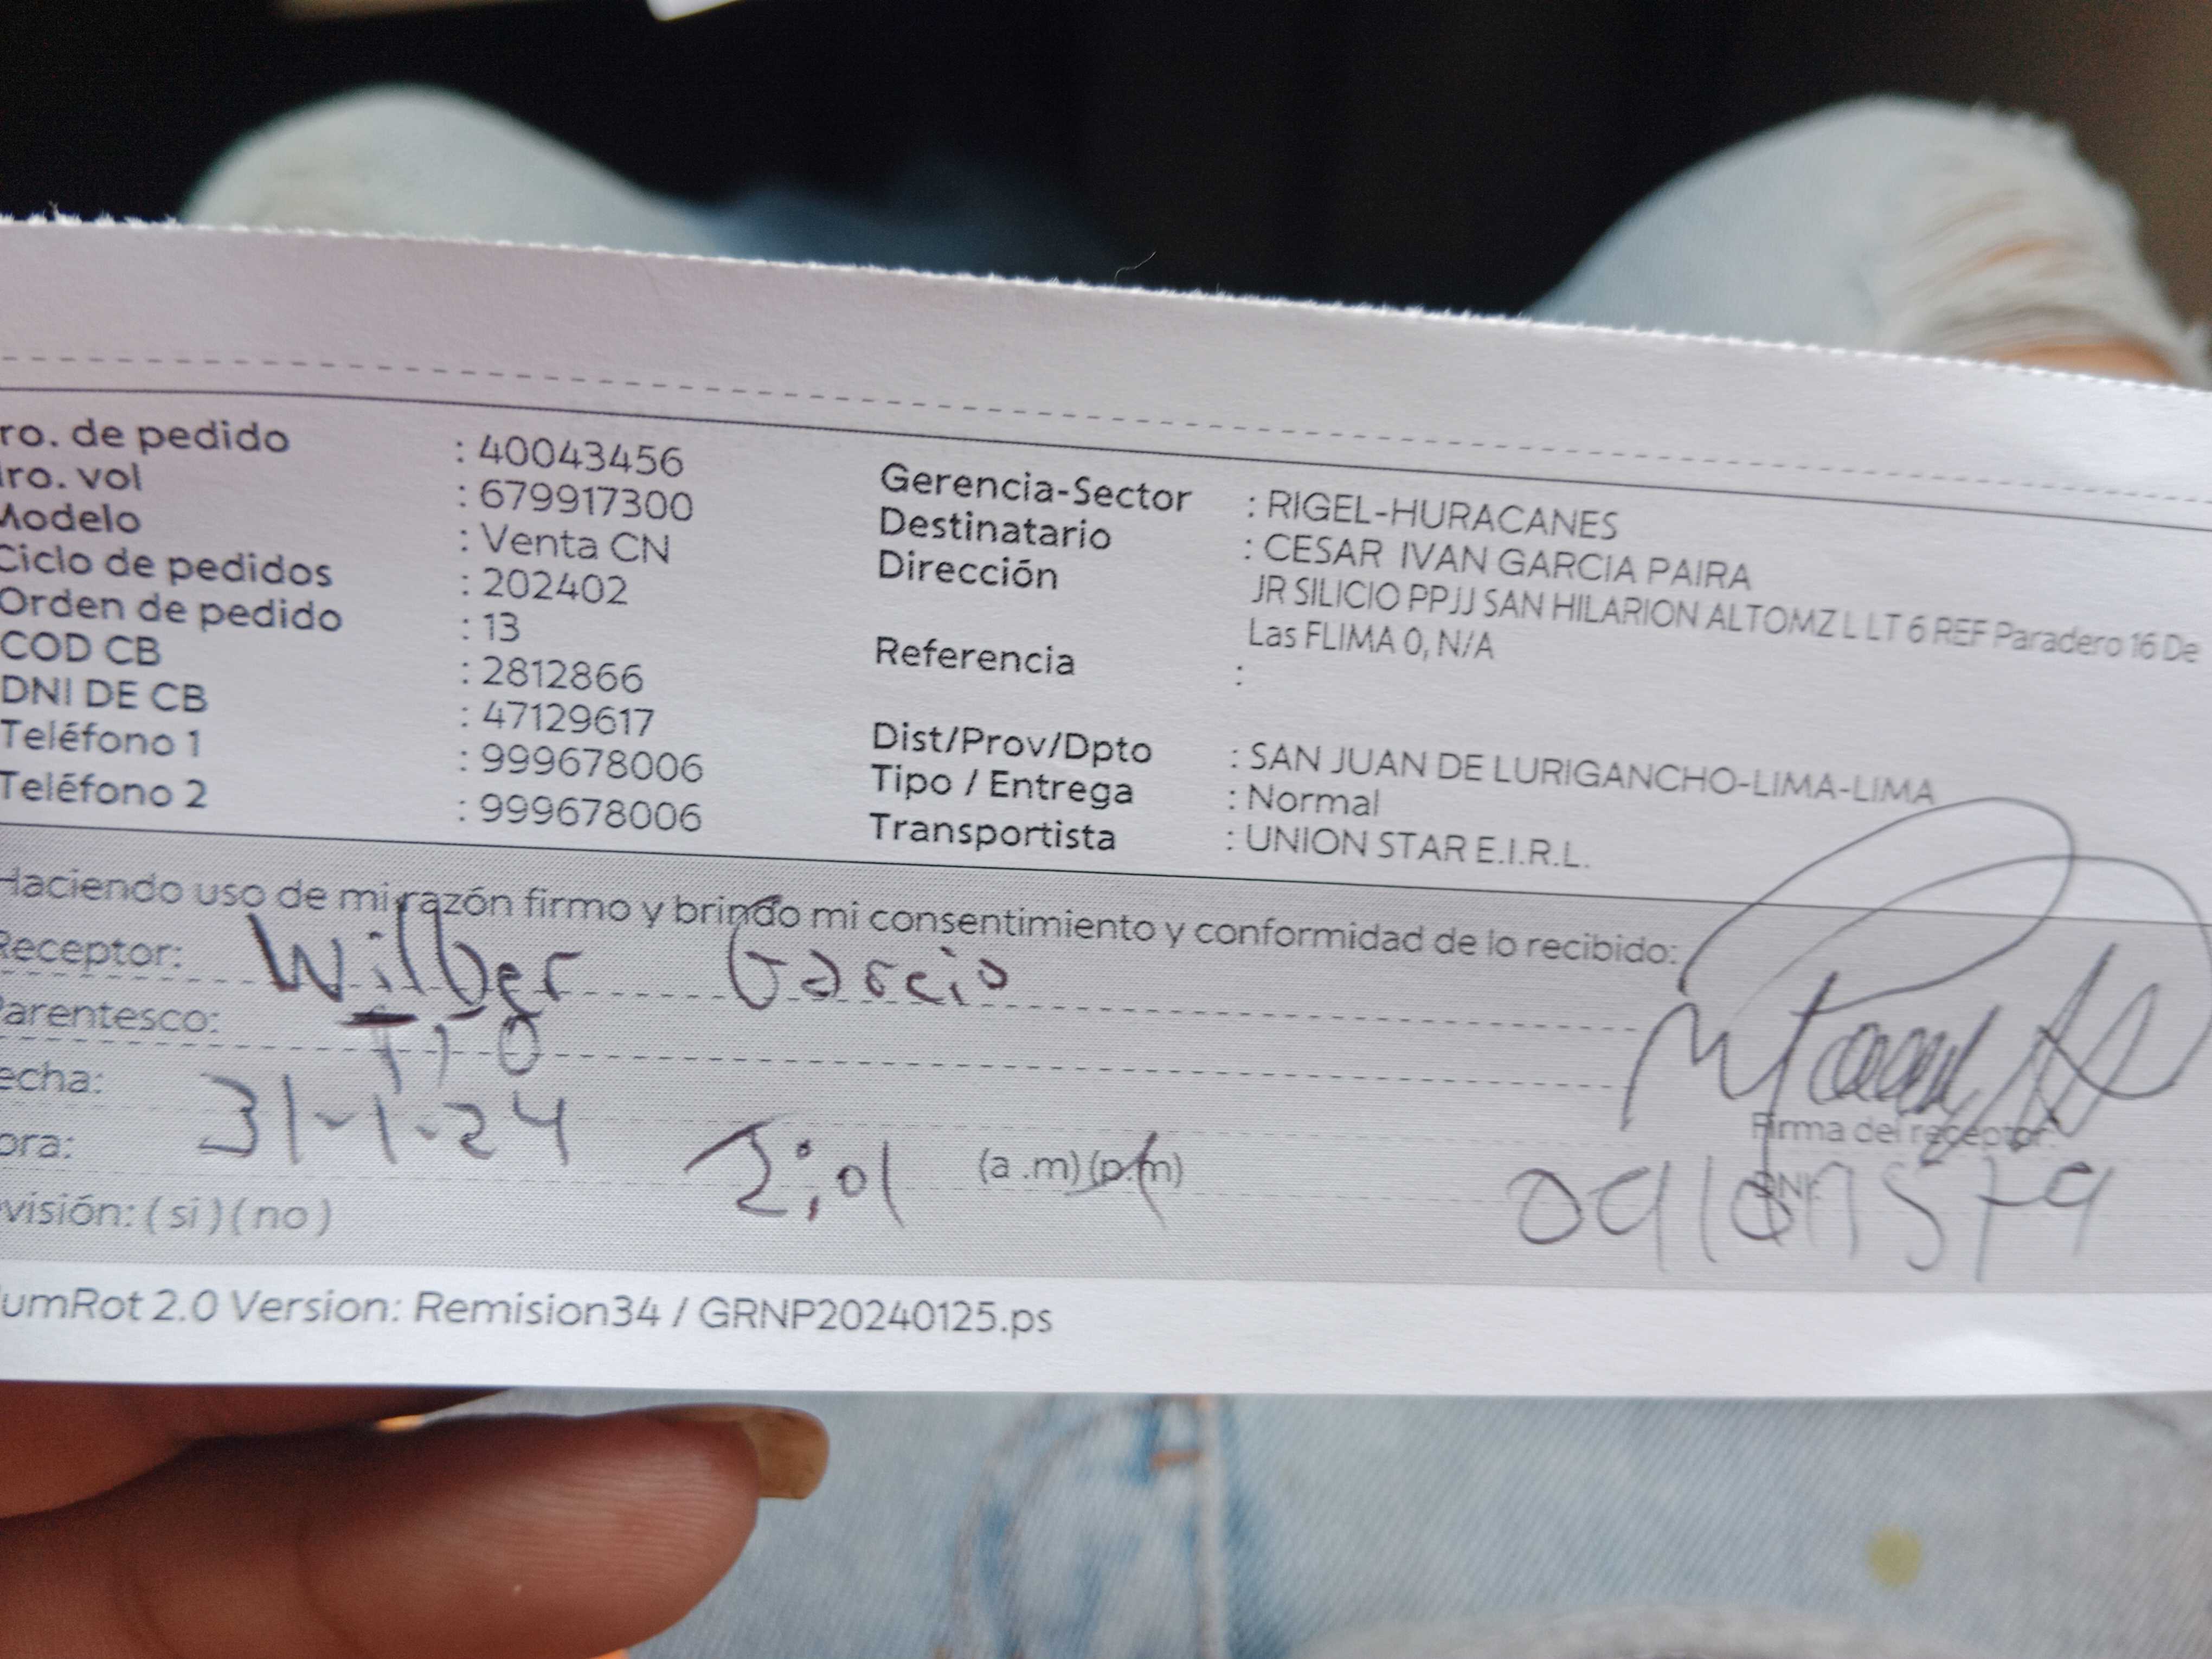 ro. de pedido : 40043456
ro. vol : 679917300
Modelo : Venta CN
Ciclo de pedidos : 202402
Orden de pedido : 13
COD CB : 2812866
DNI DE CB : 47129617
Teléfono 1 : 999678006
Teléfono 2 : 999678006
Gerencia-Sector : RIGEL-HURACANES
Destinatario : CESAR IVAN GARCIA PAIRA
Dirección JR SILICIO PPJJ SAN HILARION ALTOMZ L LT 6 REF Paradero 16 De
Las FLIMA 0, N/A
Referencia :
Dist/Prov/Dpto : SAN JUAN DE LURIGANCHO-LIMA-LIMA
Tipo / Entrega : Normal
Transportista : UNION STAR E.I.R.L.
Haciendo uso de mi razón firmo y brindo mi consentimiento y conformidad de lo recibido:
Receptor: Wilber Garcia
Parentesco: Tio
echa: 31-1-24
ora: (a .m) (p.m)
visión: ( si ) ( no )
Firma del receptor:
DNI:
umRot 2.0 Version: Remision34 / GRNP20240125.ps